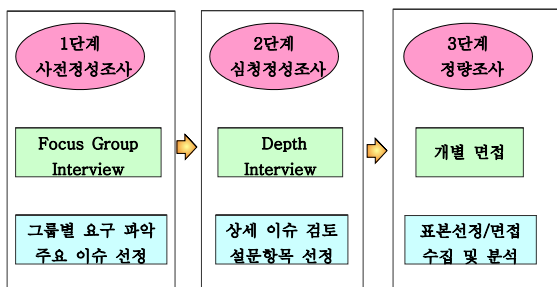 1단계
사전정성조사
Focus Group
Interview
그룹별 요구 파악
주요 이슈 선정
2단계
심청정성조사
Depth
Interview
상세 이슈 검토
설문항목 선정
3단계
정량조사
개별 면접
표본선정/면접
수집 및 분석